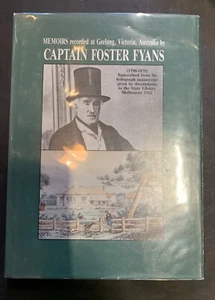 MEMOIRS recorded at Geelong, Victoria, Australia by
CAPTAIN FOSTER FYANS
(1790-1870)
Transcribed from his
holograph manuscript
given by descendants
to the State Library
Melbourne 1962